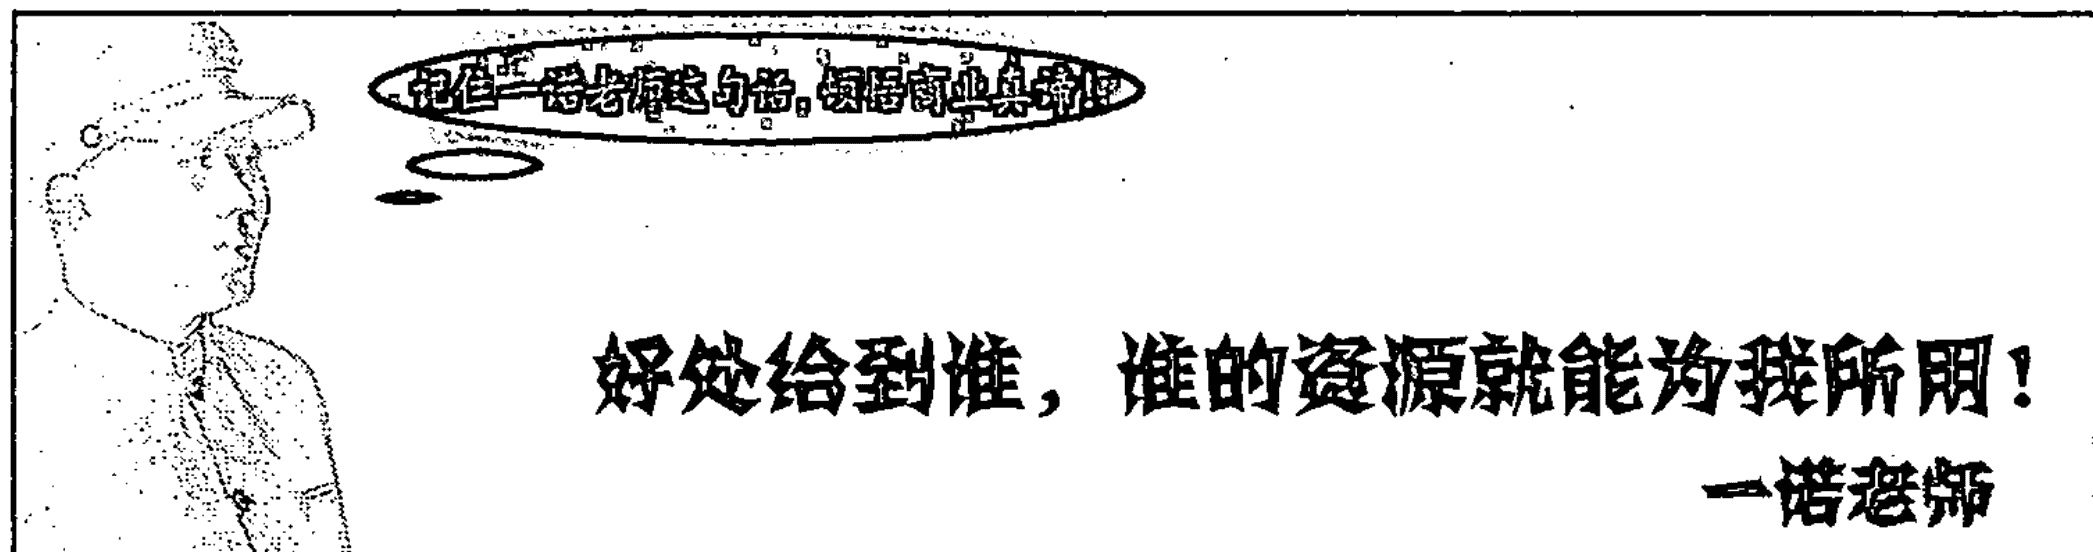 记住一诺老师这句话，领悟商业真谛！
好处给到谁，谁的资源就能为我所用！
一诺老师